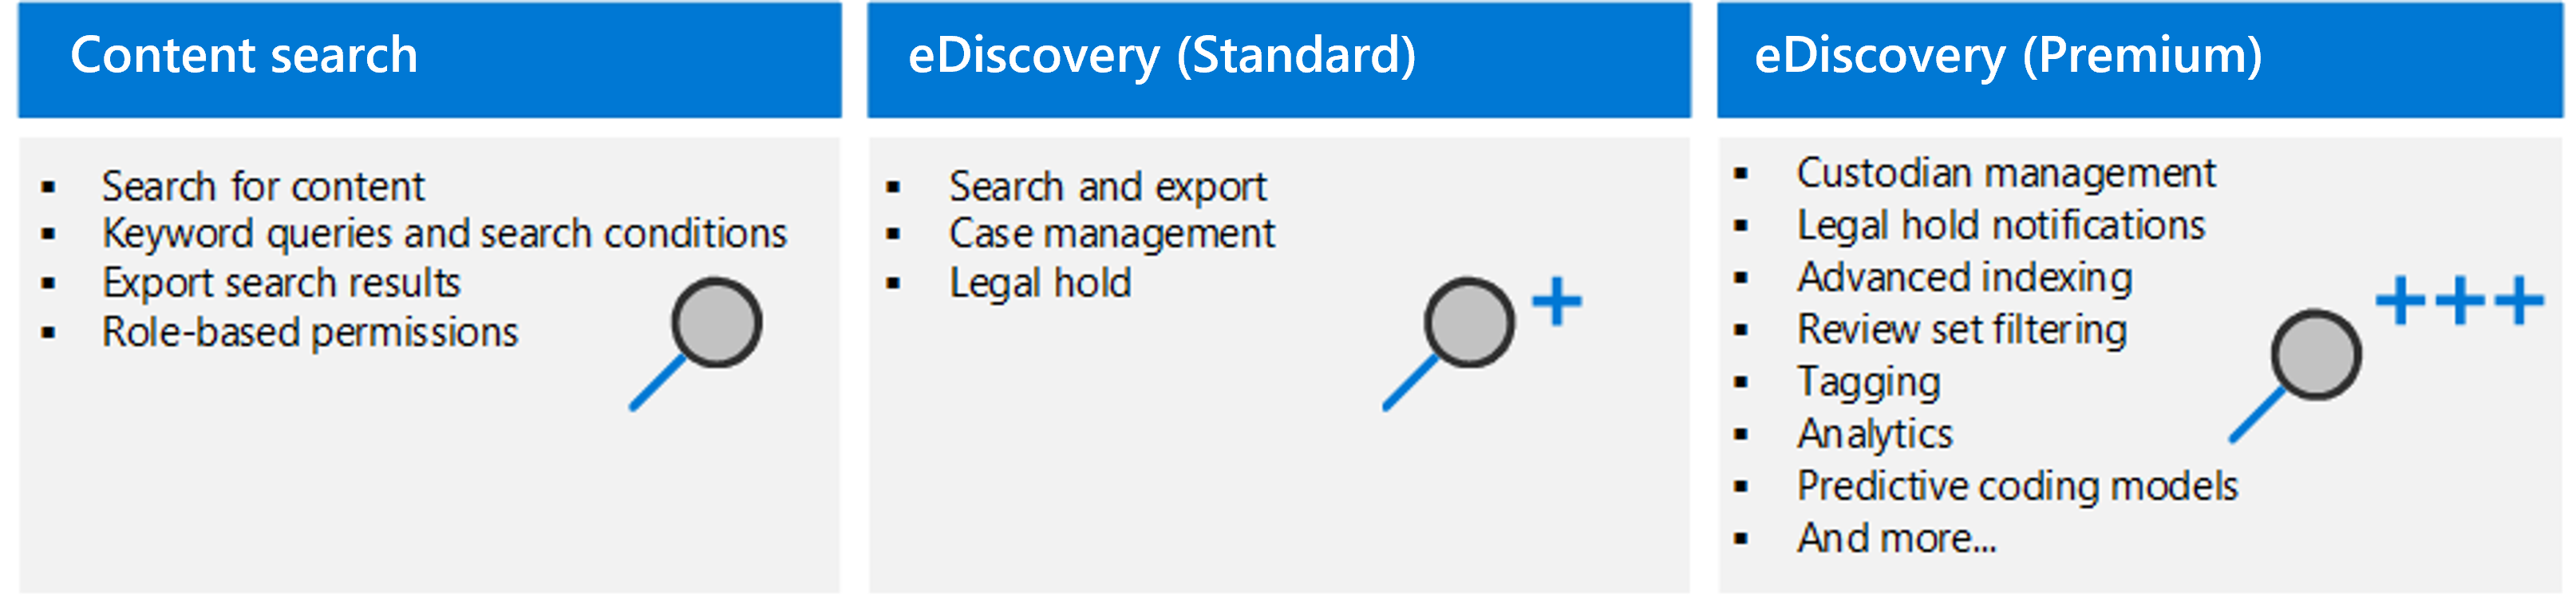 Content search
▪ Search for content
▪ Keyword queries and search conditions
▪ Export search results
▪ Role-based permissions
eDiscovery (Standard)
▪ Search and export
▪ Case management
▪ Legal hold
eDiscovery (Premium)
▪ Custodian management
▪ Legal hold notifications
▪ Advanced indexing
▪ Review set filtering
▪ Tagging
▪ Analytics
▪ Predictive coding models
▪ And more...